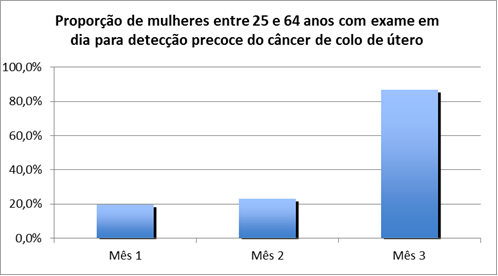 Proporção de mulheres entre 25 e 64 anos com exame em
dia para detecção precoce do câncer de colo de útero
100,0%
80,0%
60,0%
40,0%
20,0%
0,0%
Mês 1 Mês 2 Mês 3